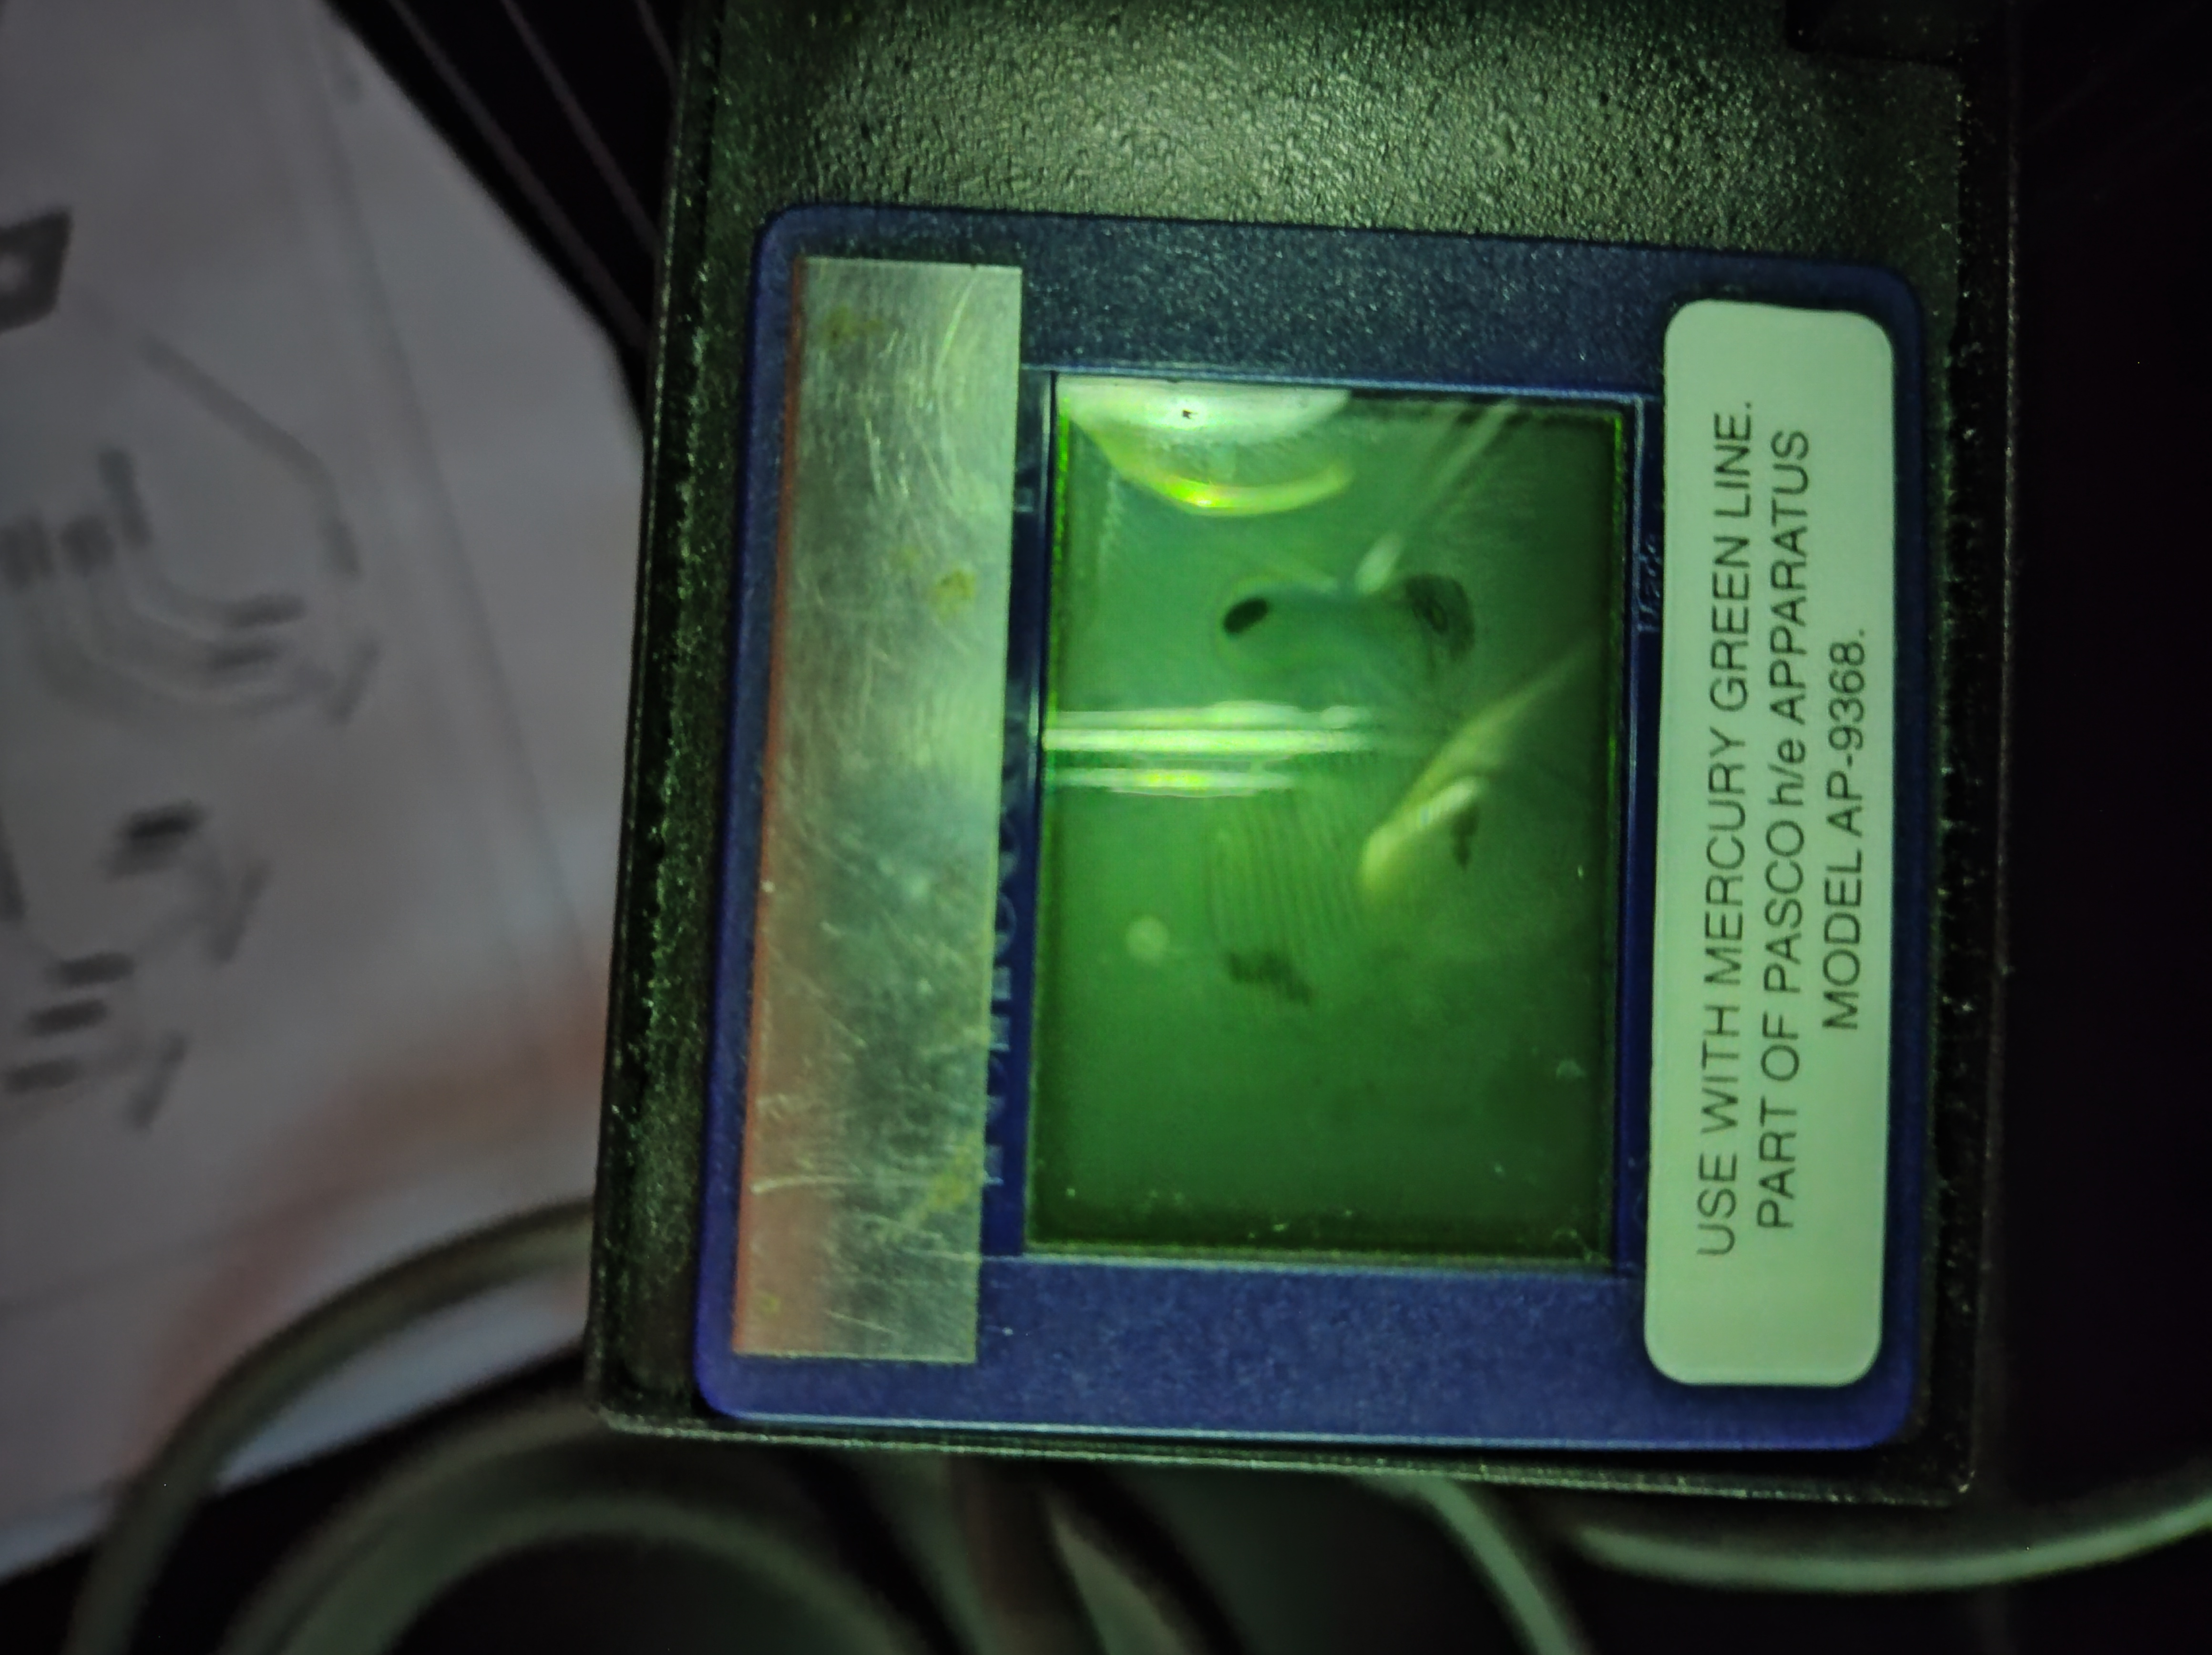 USE WITH MERCURY GREEN LINE.
PART OF PASCO h/e APPARATUS
MODEL AP-9368.